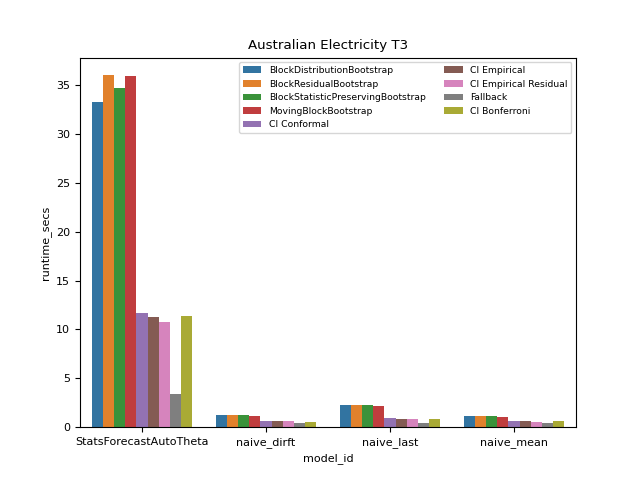 Australian Electricity T3
BlockDistributionBootstrap
BlockResidualBootstrap
BlockStatisticPreservingBootstrap
MovingBlockBootstrap
CI Conformal
CI Empirical
CI Empirical Residual
Fallback
CI Bonferroni
runtime_secs
35
30
25
20
15
10
5
0
StatsForecastAutoTheta
naive_dirft
naive_last
naive_mean
model_id